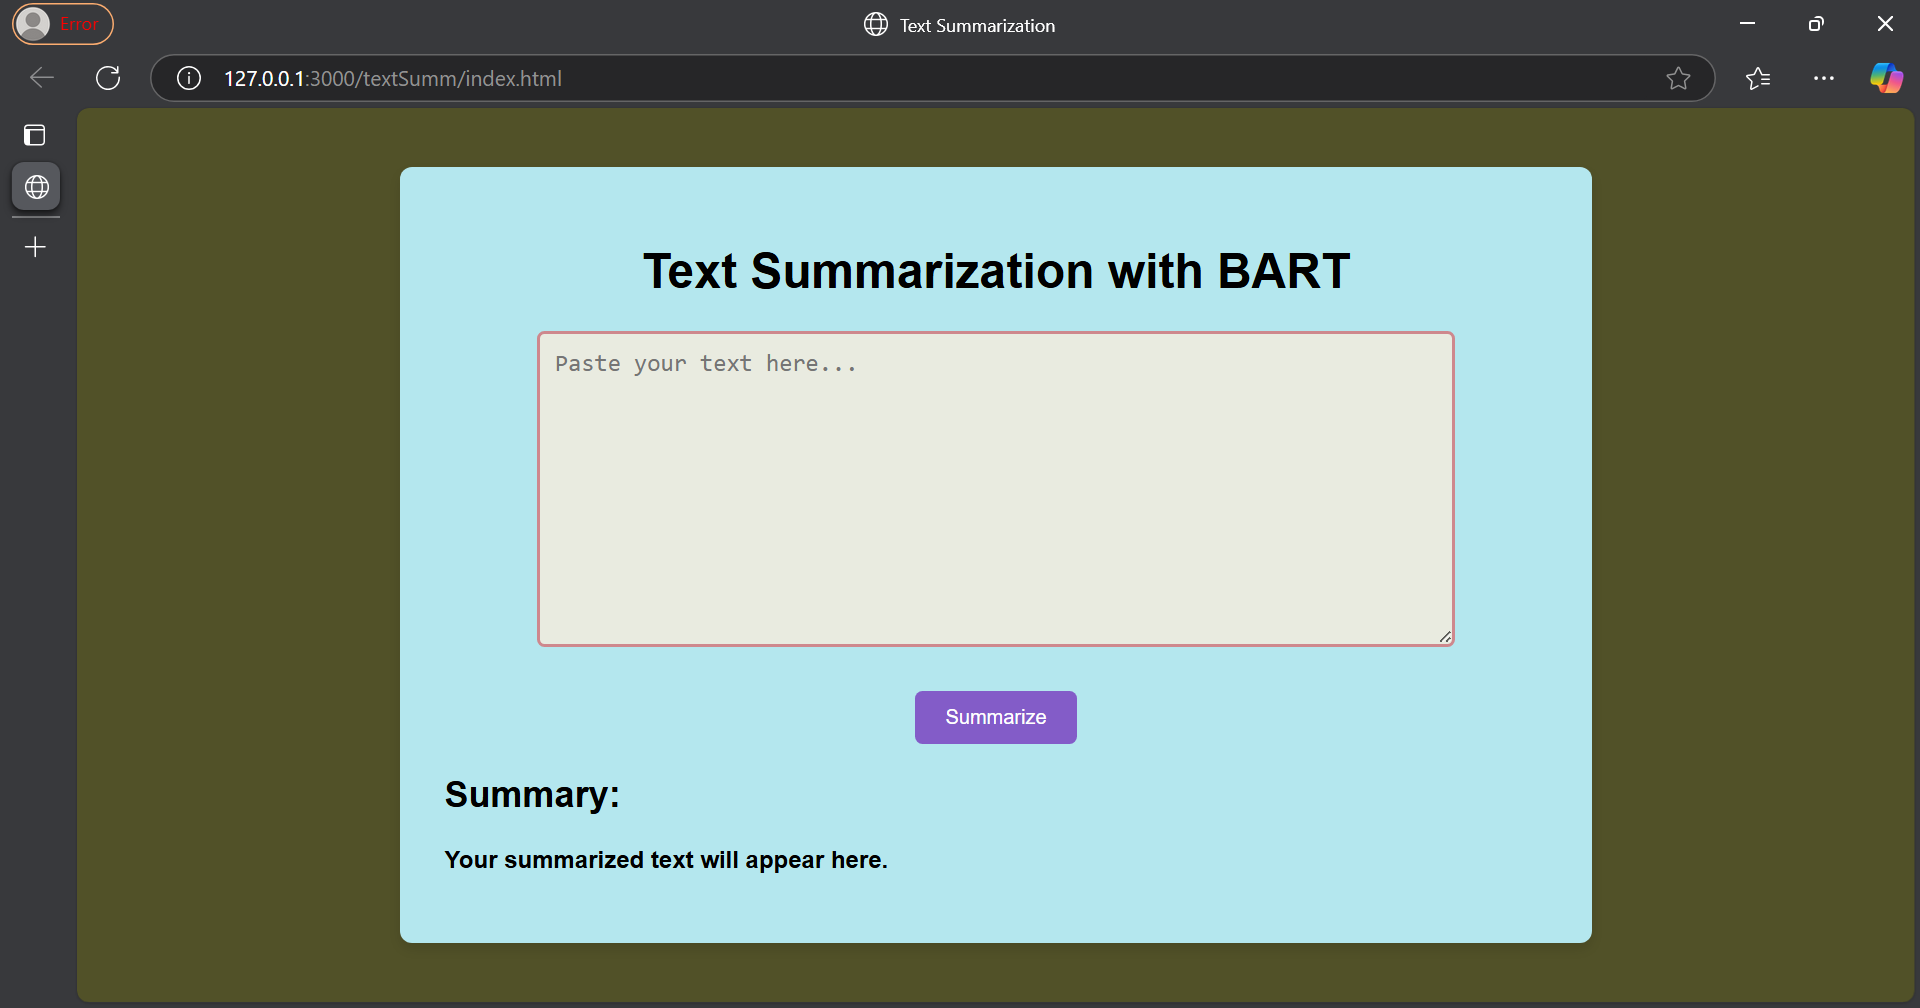 Error
Text Summarization
127.0.0.1:3000/textSumm/index.html
Text Summarization with BART
Paste your text here...
Summarize
Summary:
Your summarized text will appear here.